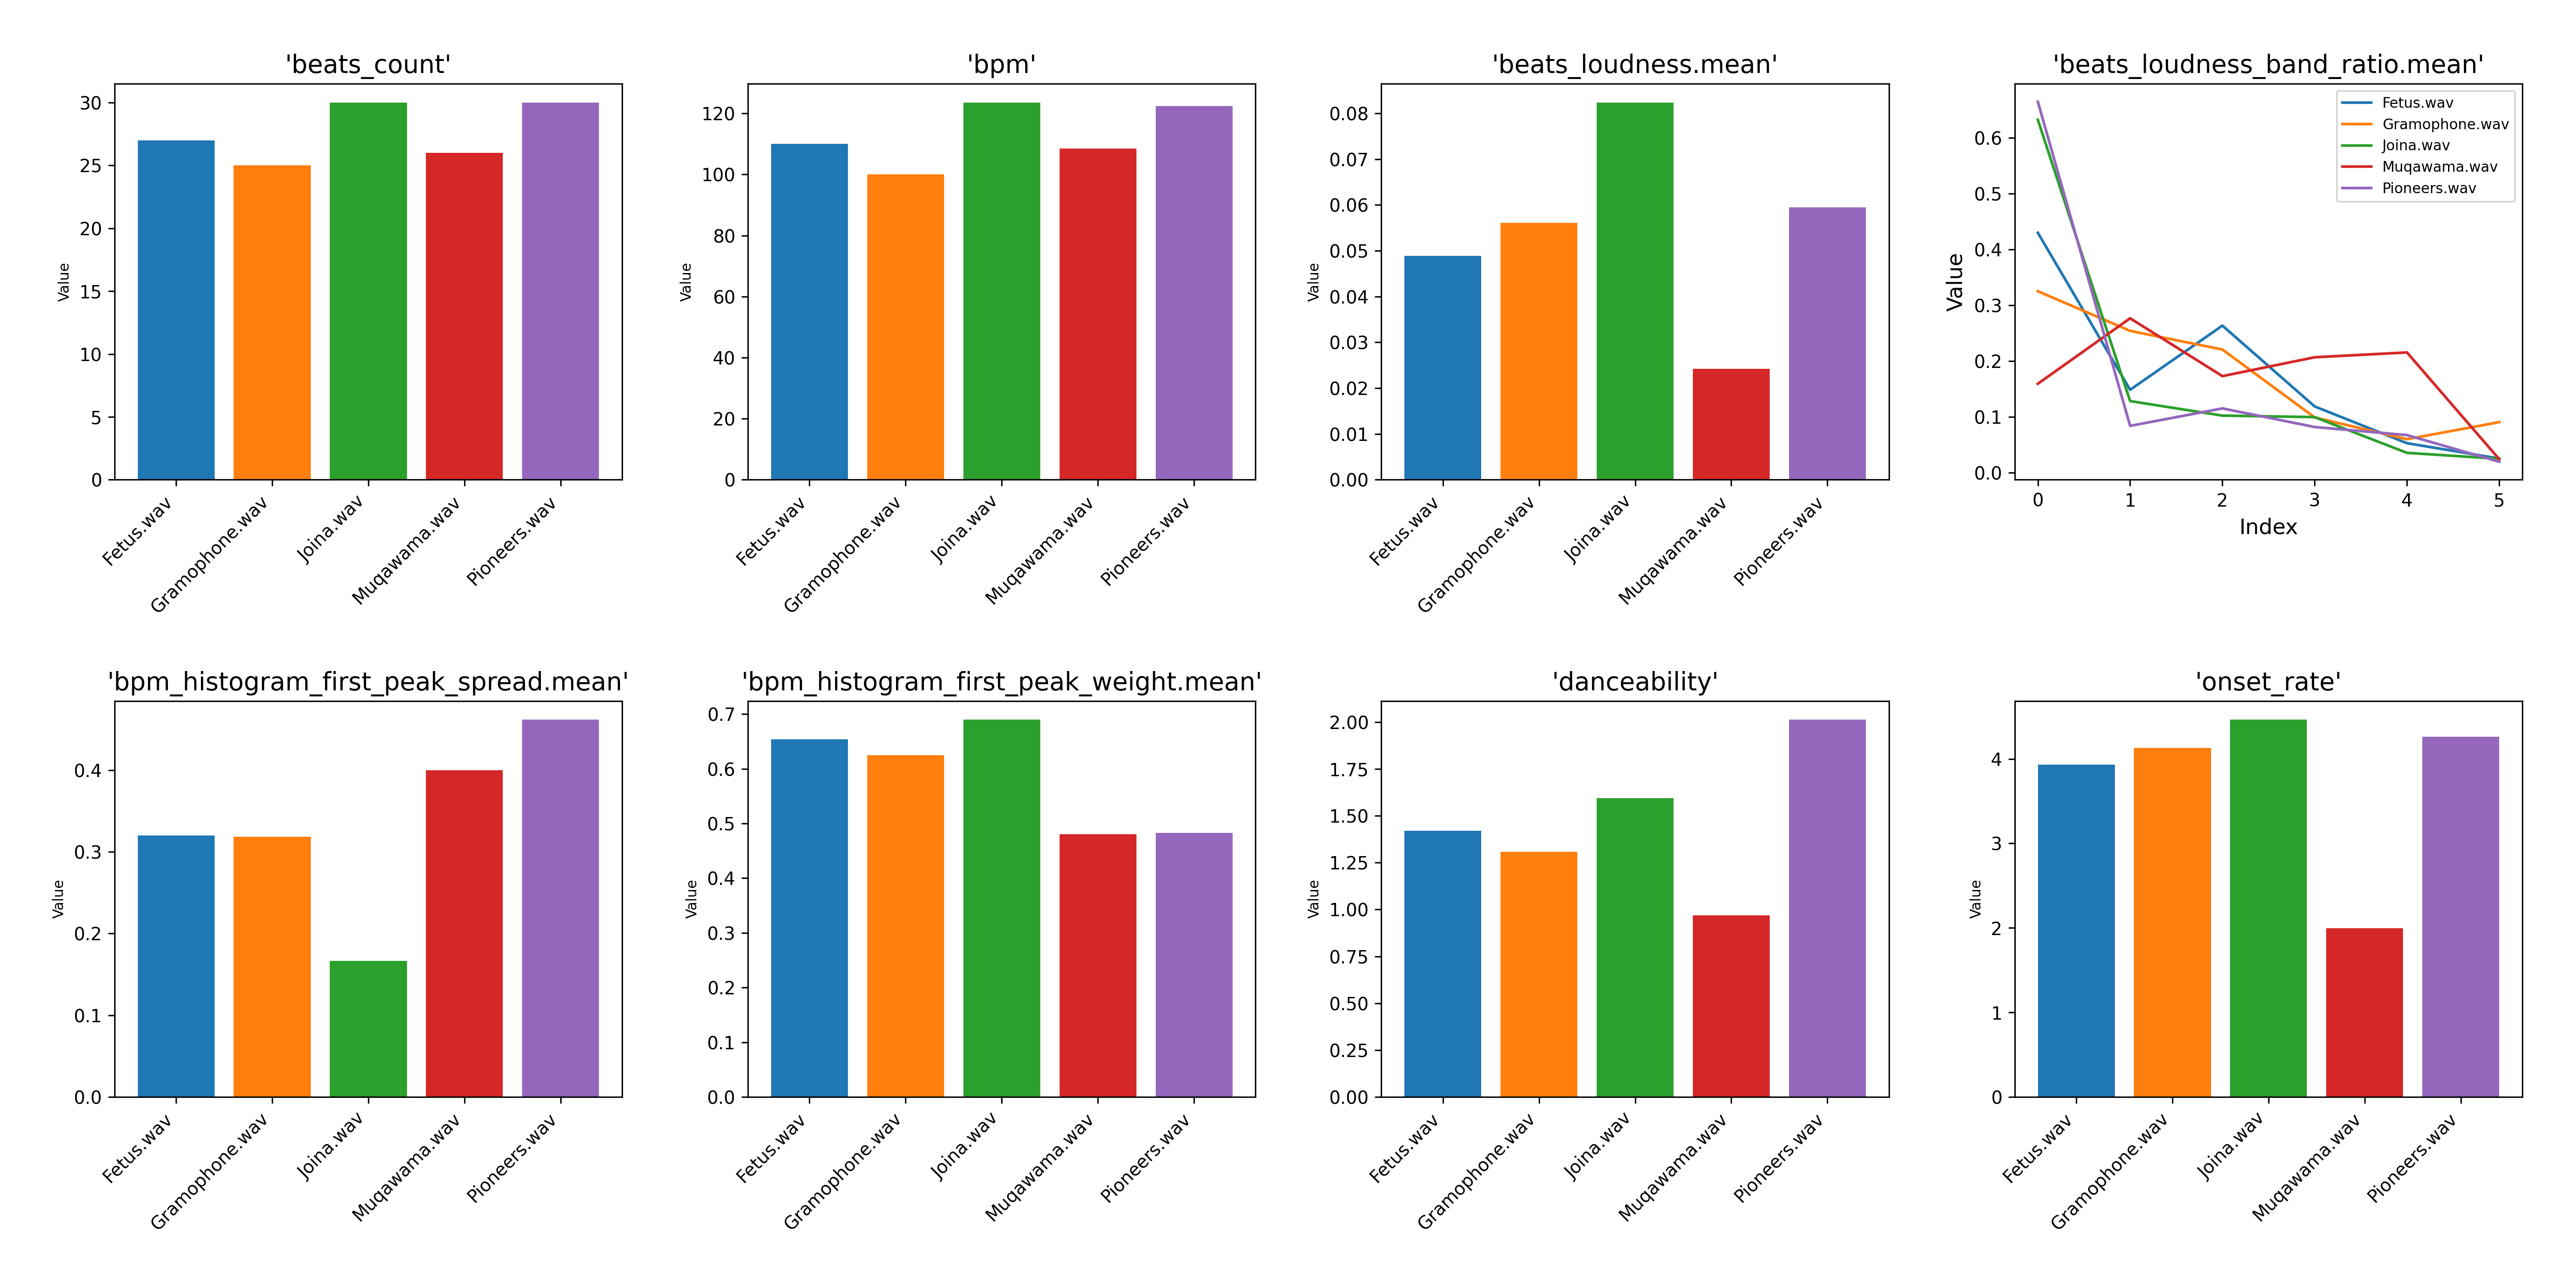 'beats_count'
Value
30
25
20
15
10
5
0
Fetus.wav
Gramophone.wav
Joina.wav
Muqawama.wav
Pioneers.wav
'bpm'
Value
120
100
80
60
40
20
0
Fetus.wav
Gramophone.wav
Joina.wav
Muqawama.wav
Pioneers.wav
'beats_loudness.mean'
Value
0.08
0.07
0.06
0.05
0.04
0.03
0.02
0.01
0.00
Fetus.wav
Gramophone.wav
Joina.wav
Muqawama.wav
Pioneers.wav
'beats_loudness_band_ratio.mean'
Value
0.6
0.5
0.4
0.3
0.2
0.1
0.0
Fetus.wav
Gramophone.wav
Joina.wav
Muqawama.wav
Pioneers.wav
0 1 2 3 4 5
Index
'bpm_histogram_first_peak_spread.mean'
Value
0.4
0.3
0.2
0.1
0.0
Fetus.wav
Gramophone.wav
Joina.wav
Muqawama.wav
Pioneers.wav
'bpm_histogram_first_peak_weight.mean'
Value
0.7
0.6
0.5
0.4
0.3
0.2
0.1
0.0
Fetus.wav
Gramophone.wav
Joina.wav
Muqawama.wav
Pioneers.wav
'danceability'
Value
2.00
1.75
1.50
1.25
1.00
0.75
0.50
0.25
0.00
Fetus.wav
Gramophone.wav
Joina.wav
Muqawama.wav
Pioneers.wav
'onset_rate'
Value
4
3
2
1
0
Fetus.wav
Gramophone.wav
Joina.wav
Muqawama.wav
Pioneers.wav